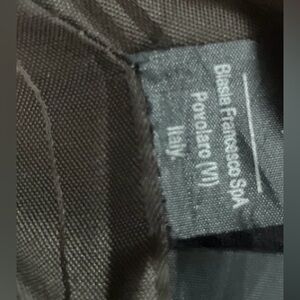 Biasia Francesco SpA
Povolaro (VI)
Italy.